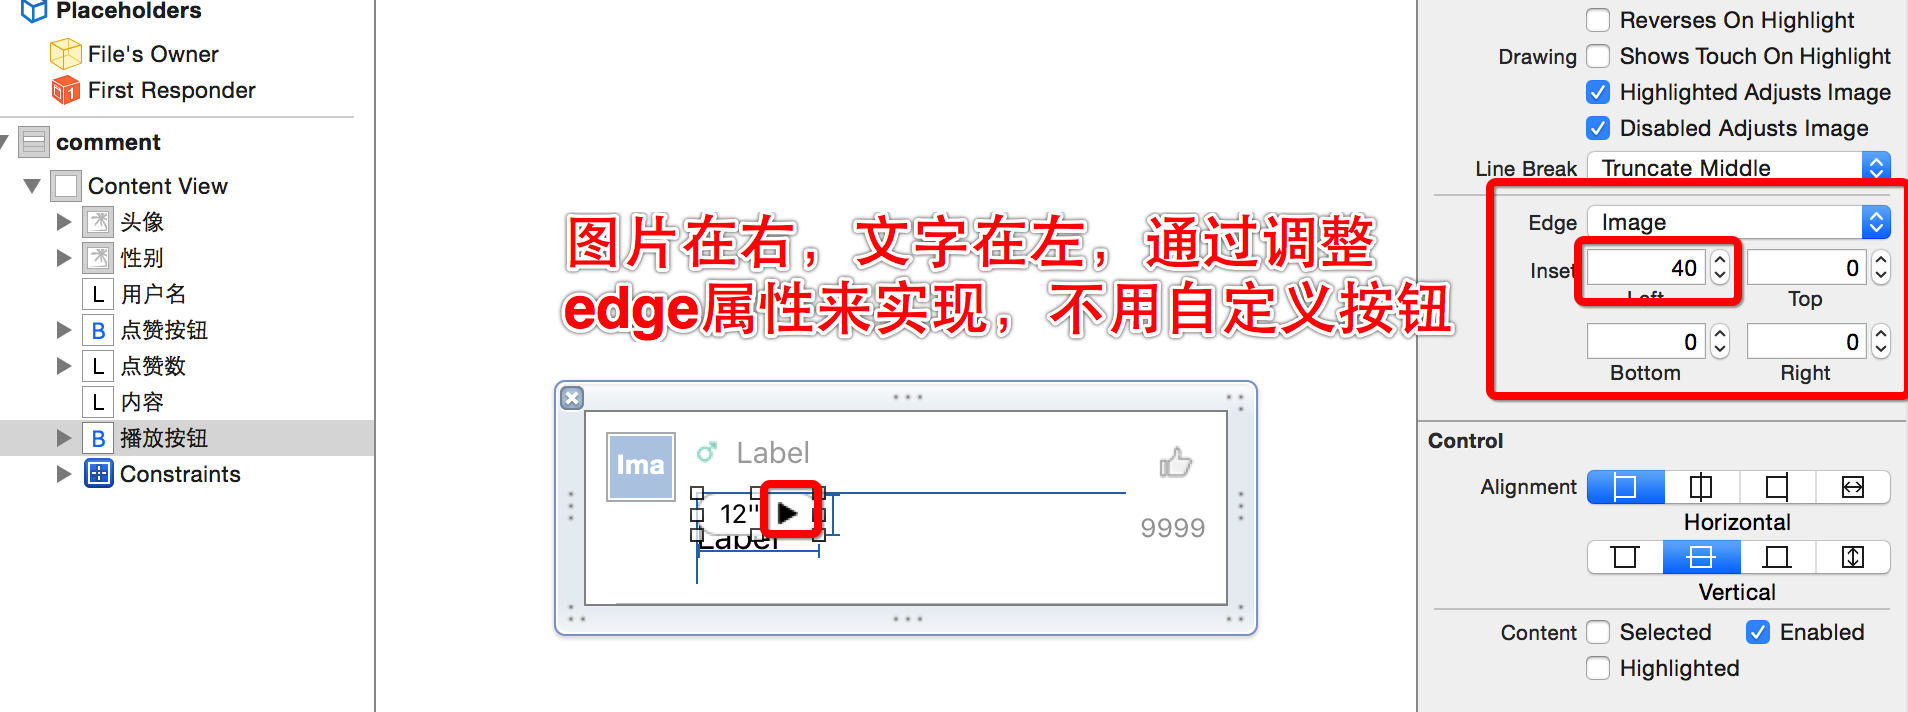 Placeholders
File's Owner
First Responder
comment
Content View
头像
性别
L 用户名
B 点赞按钮
L 点赞数
L 内容
B 播放按钮
Constraints
图片在右，文字在左，通过调整
edge属性来实现，不用自定义按钮
Ima
Label
12"
Label
9999
Reverses On Highlight
Drawing Shows Touch On Highlight
Highlighted Adjusts Image
Disabled Adjusts Image
Line Break Truncate Middle
Edge Image
Inset 40 0
Left Top
0 0
Bottom Right
Control
Alignment
Horizontal
Vertical
Content Selected Enabled
Highlighted